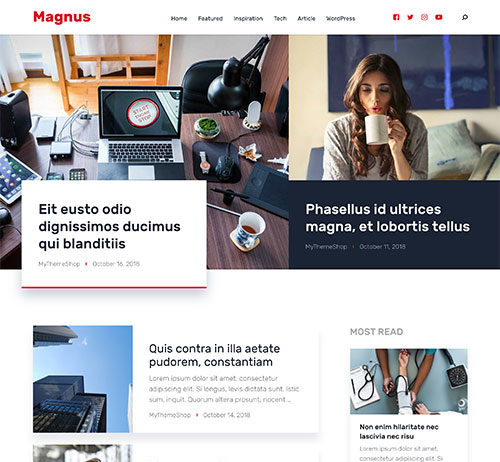 Magnus
Home Featured Inspiration Tech Article WordPress
START
STOP
Eit eusto odio
dignissimos ducimus
qui blanditiis
MyThemeShop October 16, 2018
Phasellus id ultrices
magna, et lobortis tellus
MyThemeShop October 11, 2018
Quis contra in illa aetate
pudorem, constantiam
Lorem ipsum dolor sit amet, consectetur
adipiscing elit. Si longus, levis dictata sunt. Istic
sum, inquit. Quorum altera prosunt, nocent ...
MyThemeShop October 14, 2018
MOST READ
Non enim hilaritate nec
lascivia nec risu
Lorem ipsum dolor sit amet,
consectetur adipiscing elit. Si